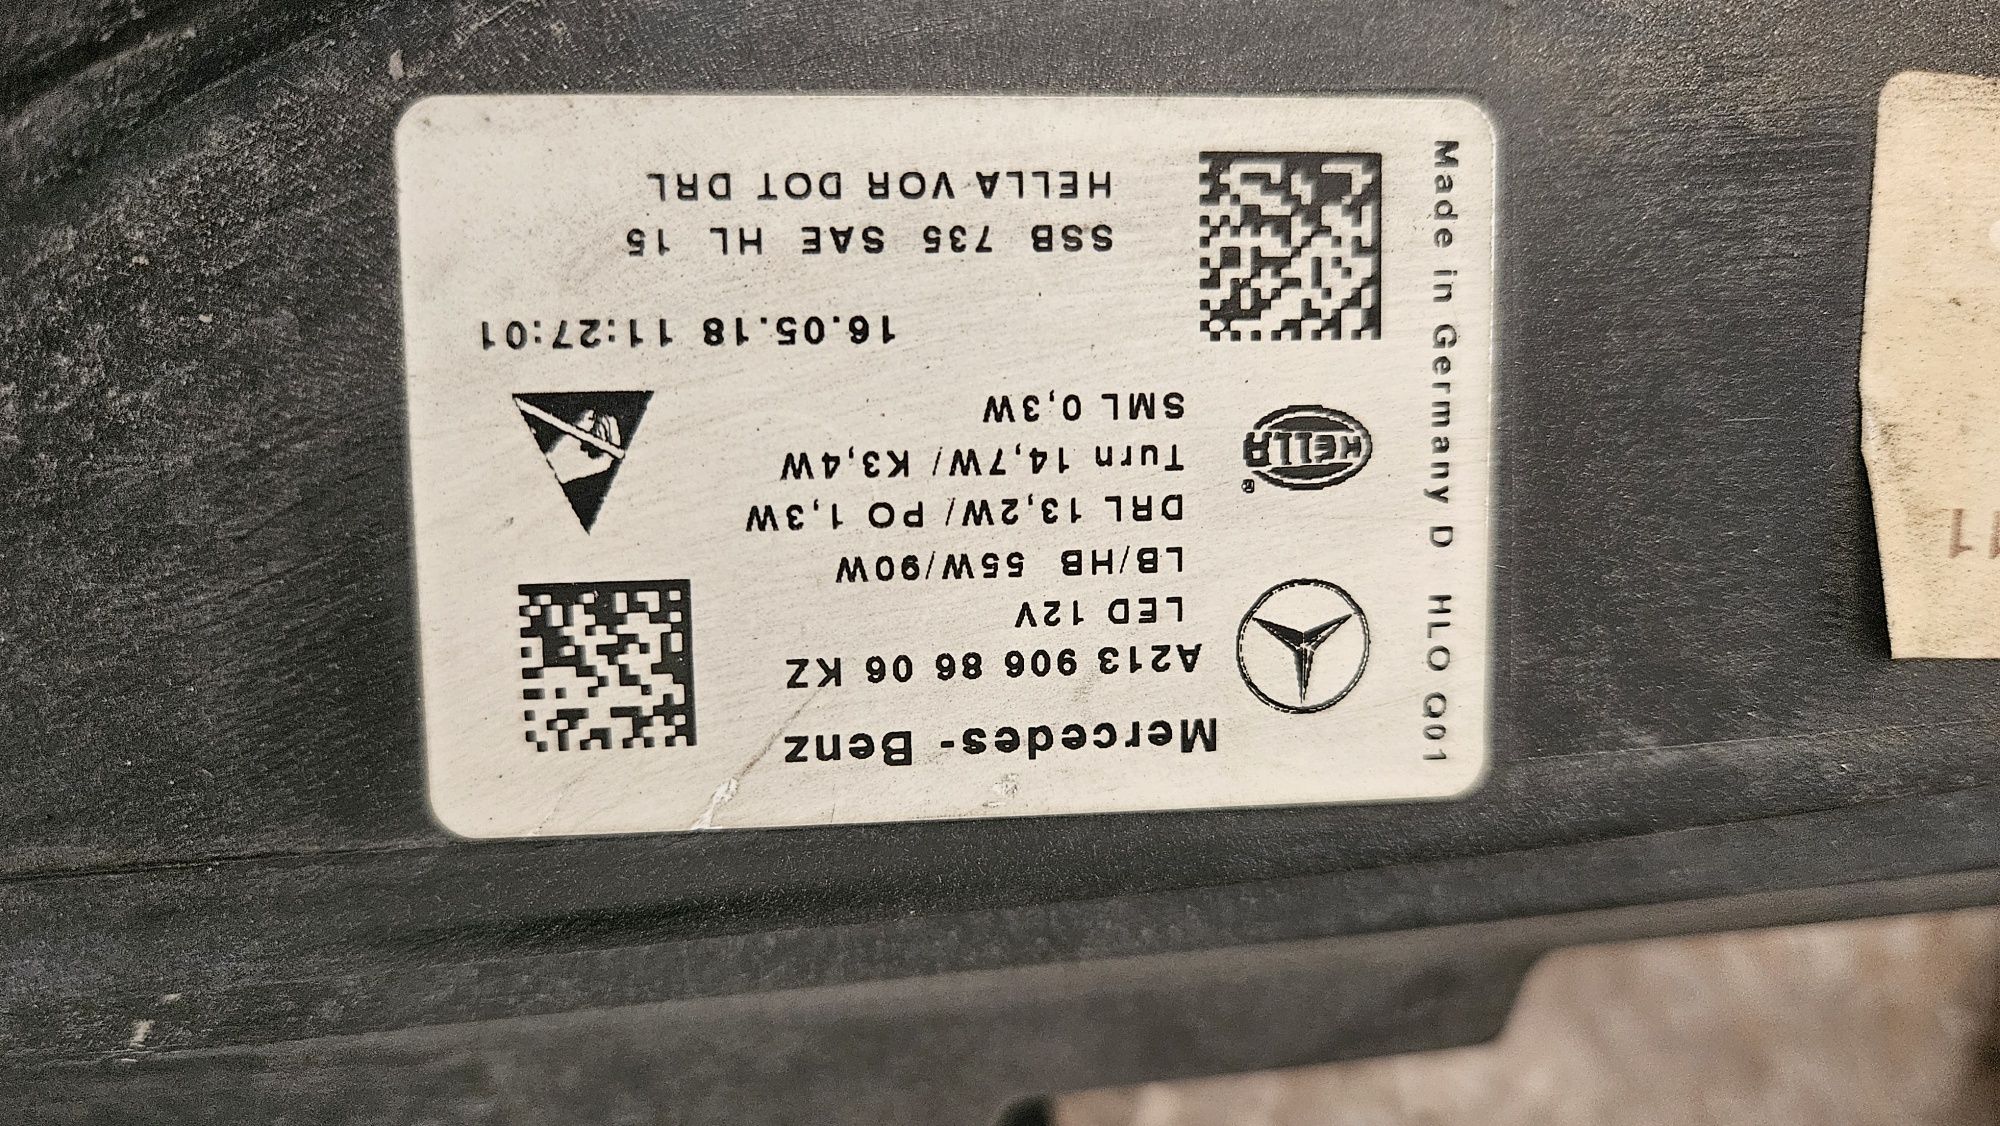 Mercedes- Benz
A213 906 86 06 KZ
LED 12V
LB/HB 55W/90W
DRL 13,2W/ PO 1,3W
Turn 14,7W/ K3,4W
SML 0,3W
HELLA
®
16.05.18 11:27:01
SSB 735 SAE HL 15
HELLA VOR DOT DRL
Made in Germany D HLO Q01